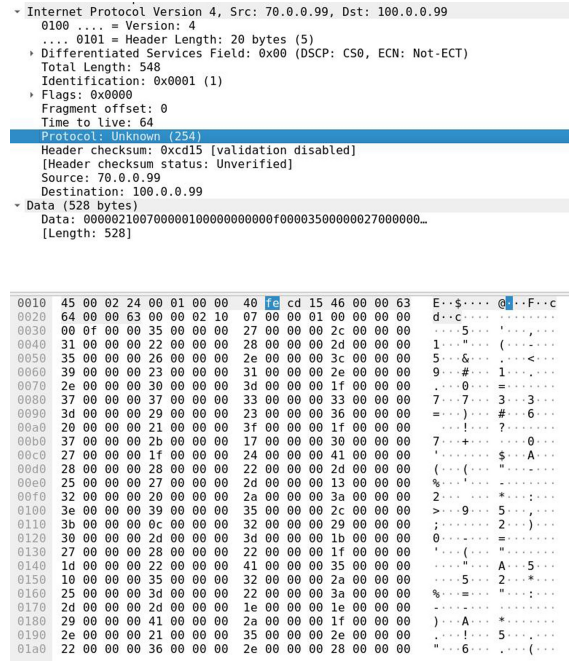 Internet Protocol Version 4, Src: 70.0.0.99, Dst: 100.0.0.99
0100 .... = Version: 4
.... 0101 = Header Length: 20 bytes (5)
Differentiated Services Field: 0x00 (DSCP: CS0, ECN: Not-ECT)
Total Length: 548
Identification: 0x0001 (1)
Flags: 0x0000
Fragment offset: 0
Time to live: 64
Protocol: Unknown (254)
Header checksum: 0xcd15 [validation disabled]
[Header checksum status: Unverified]
Source: 70.0.0.99
Destination: 100.0.0.99
Data (528 bytes)
Data: 000002100700000100000000000f00003500000027000000…
[Length: 528]
0010 45 00 02 24 00 01 00 00 40 fe cd 15 46 00 00 63 E··$···· @···F··c
0020 64 00 00 63 00 00 02 10 07 00 00 01 00 00 00 00 d··c···· ········
0030 00 0f 00 00 35 00 00 00 27 00 00 00 2c 00 00 00 ····5··· '···,···
0040 31 00 00 00 22 00 00 00 28 00 00 00 2d 00 00 00 1···"··· (···-···
0050 35 00 00 00 26 00 00 00 2e 00 00 00 3c 00 00 00 5···&··· .···<···
0060 39 00 00 00 23 00 00 00 31 00 00 00 2e 00 00 00 9···#··· 1···.···
0070 2e 00 00 00 30 00 00 00 3d 00 00 00 1f 00 00 00 .···0··· =·······
0080 37 00 00 00 37 00 00 00 33 00 00 00 33 00 00 00 7···7··· 3···3···
0090 3d 00 00 00 29 00 00 00 23 00 00 00 36 00 00 00 =···)··· #···6···
00a0 20 00 00 00 21 00 00 00 3f 00 00 00 1f 00 00 00 ···!··· ?·······
00b0 37 00 00 00 2b 00 00 00 17 00 00 00 30 00 00 00 7···+··· ····0···
00c0 27 00 00 00 1f 00 00 00 24 00 00 00 41 00 00 00 '······· $···A···
00d0 28 00 00 00 28 00 00 00 22 00 00 00 2d 00 00 00 (···(··· "···-···
00e0 25 00 00 00 27 00 00 00 2d 00 00 00 13 00 00 00 %···'··· -·······
00f0 32 00 00 00 20 00 00 00 2a 00 00 00 3a 00 00 00 2··· ··· *···:···
0100 3e 00 00 00 39 00 00 00 35 00 00 00 2c 00 00 00 >···9··· 5···,···
0110 3b 00 00 00 0c 00 00 00 32 00 00 00 29 00 00 00 ;······· 2···)···
0120 30 00 00 00 2d 00 00 00 3d 00 00 00 1b 00 00 00 0···-··· =·······
0130 27 00 00 00 28 00 00 00 22 00 00 00 1f 00 00 00 '···(··· "·······
0140 1d 00 00 00 22 00 00 00 41 00 00 00 35 00 00 00 ····"··· A···5···
0150 10 00 00 00 35 00 00 00 32 00 00 00 2a 00 00 00 ····5··· 2···*···
0160 25 00 00 00 3d 00 00 00 22 00 00 00 3a 00 00 00 %···=··· "···:···
0170 2d 00 00 00 2d 00 00 00 1e 00 00 00 1e 00 00 00 -···-··· ········
0180 29 00 00 00 41 00 00 00 2a 00 00 00 1f 00 00 00 )···A··· *·······
0190 2e 00 00 00 21 00 00 00 35 00 00 00 2e 00 00 00 .···!··· 5···.···
01a0 22 00 00 00 36 00 00 00 2e 00 00 00 28 00 00 00 "···6··· .···(···